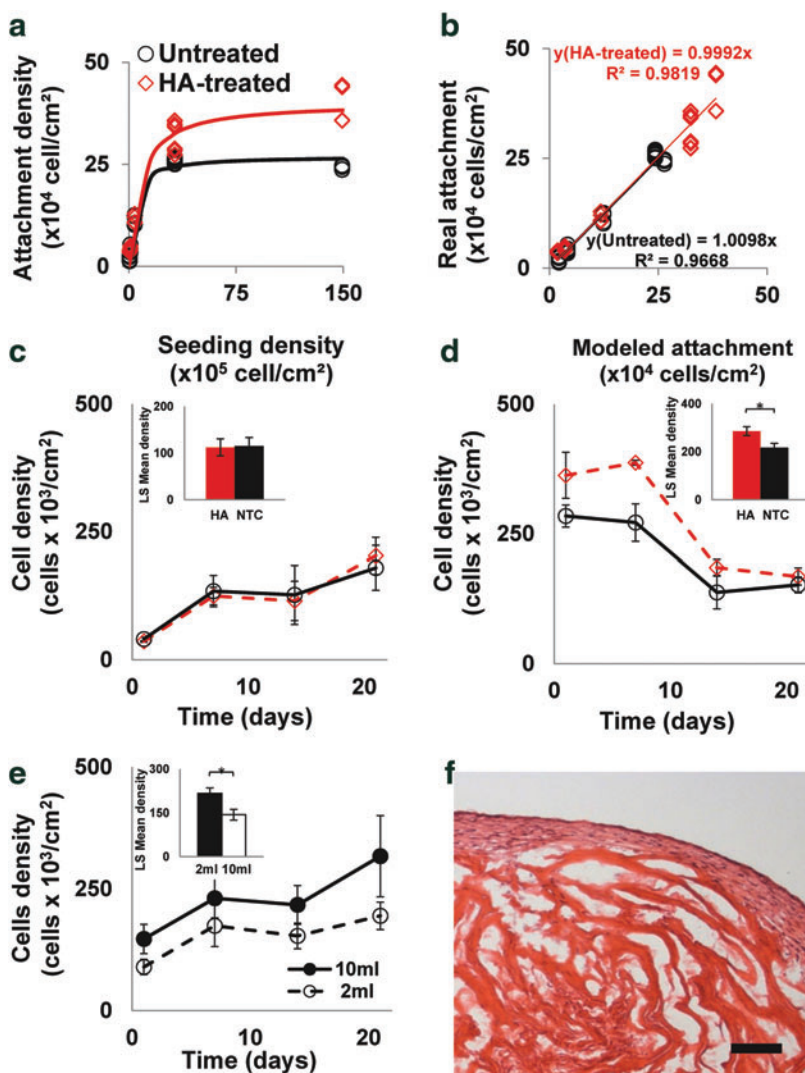 a
Untreated
HA-treated
Attachment density
(x10⁴ cell/cm²)
50
25
0
0
75
150
Seeding density
(x10⁵ cell/cm²)
b
y(HA-treated) = 0.9992x
R² = 0.9819
Real attachment
(x10⁴ cells/cm²)
50
25
0
y(Untreated) = 1.0098x
R² = 0.9668
0
25
50
Modeled attachment
(x10⁴ cells/cm²)
c
Cell density
(cells x 10³/cm²)
500
250
0
LS Mean density
200
100
0
HA NTC
0
10
20
Time (days)
d
Cell density
(cells x 10³/cm²)
500
250
0
LS Mean density
400
200
0
*
HA NTC
0
10
20
Time (days)
e
Cells density
(cells x 10³/cm²)
500
250
0
LS Mean density
300
150
0
*
2ml 10ml
10ml
2ml
0
10
20
Time (days)
f